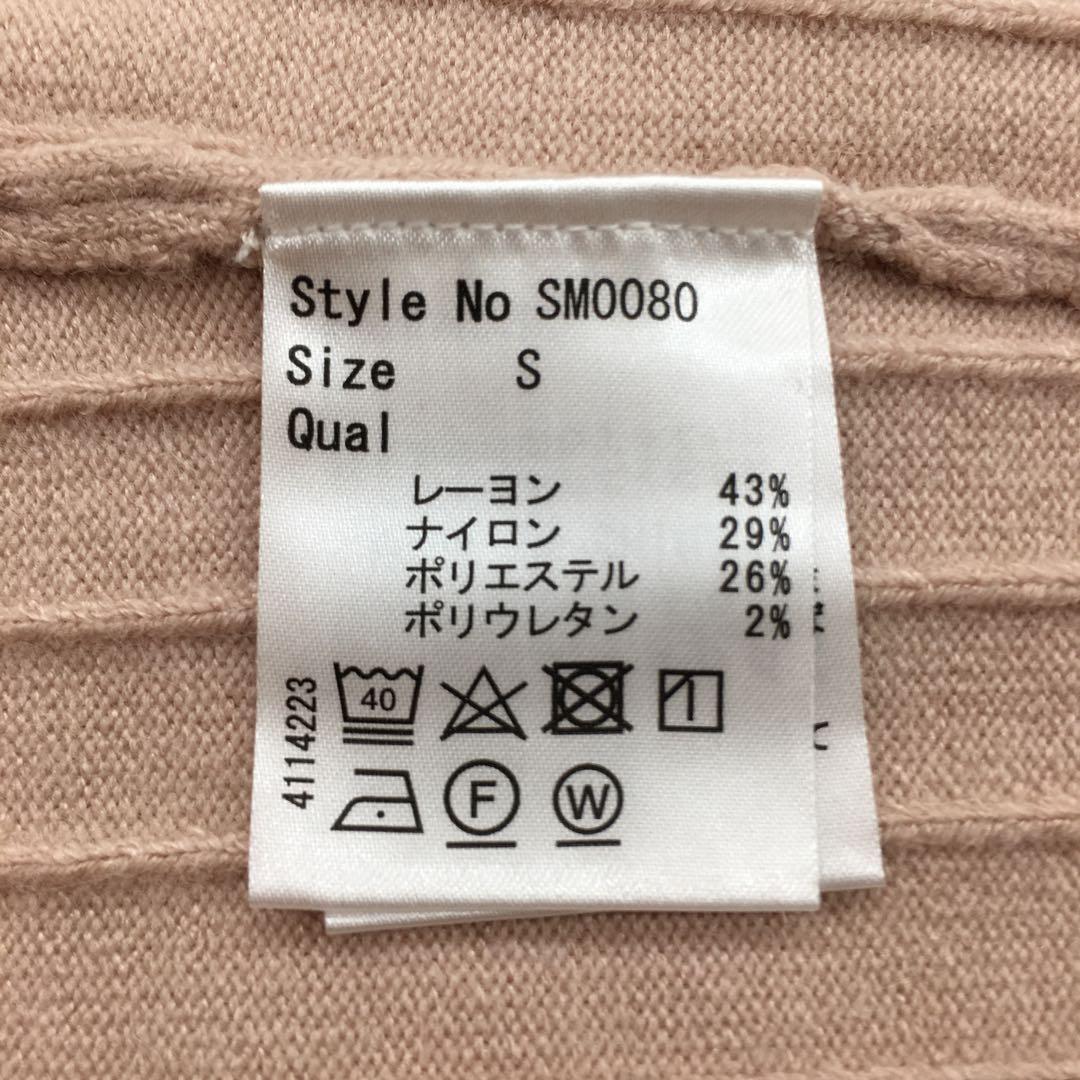 Style No SM0080
Size S
Qual
レーヨン 43%
ナイロン 29%
ポリエステル 26%
ポリウレタン 2%
4114223
40
F
W